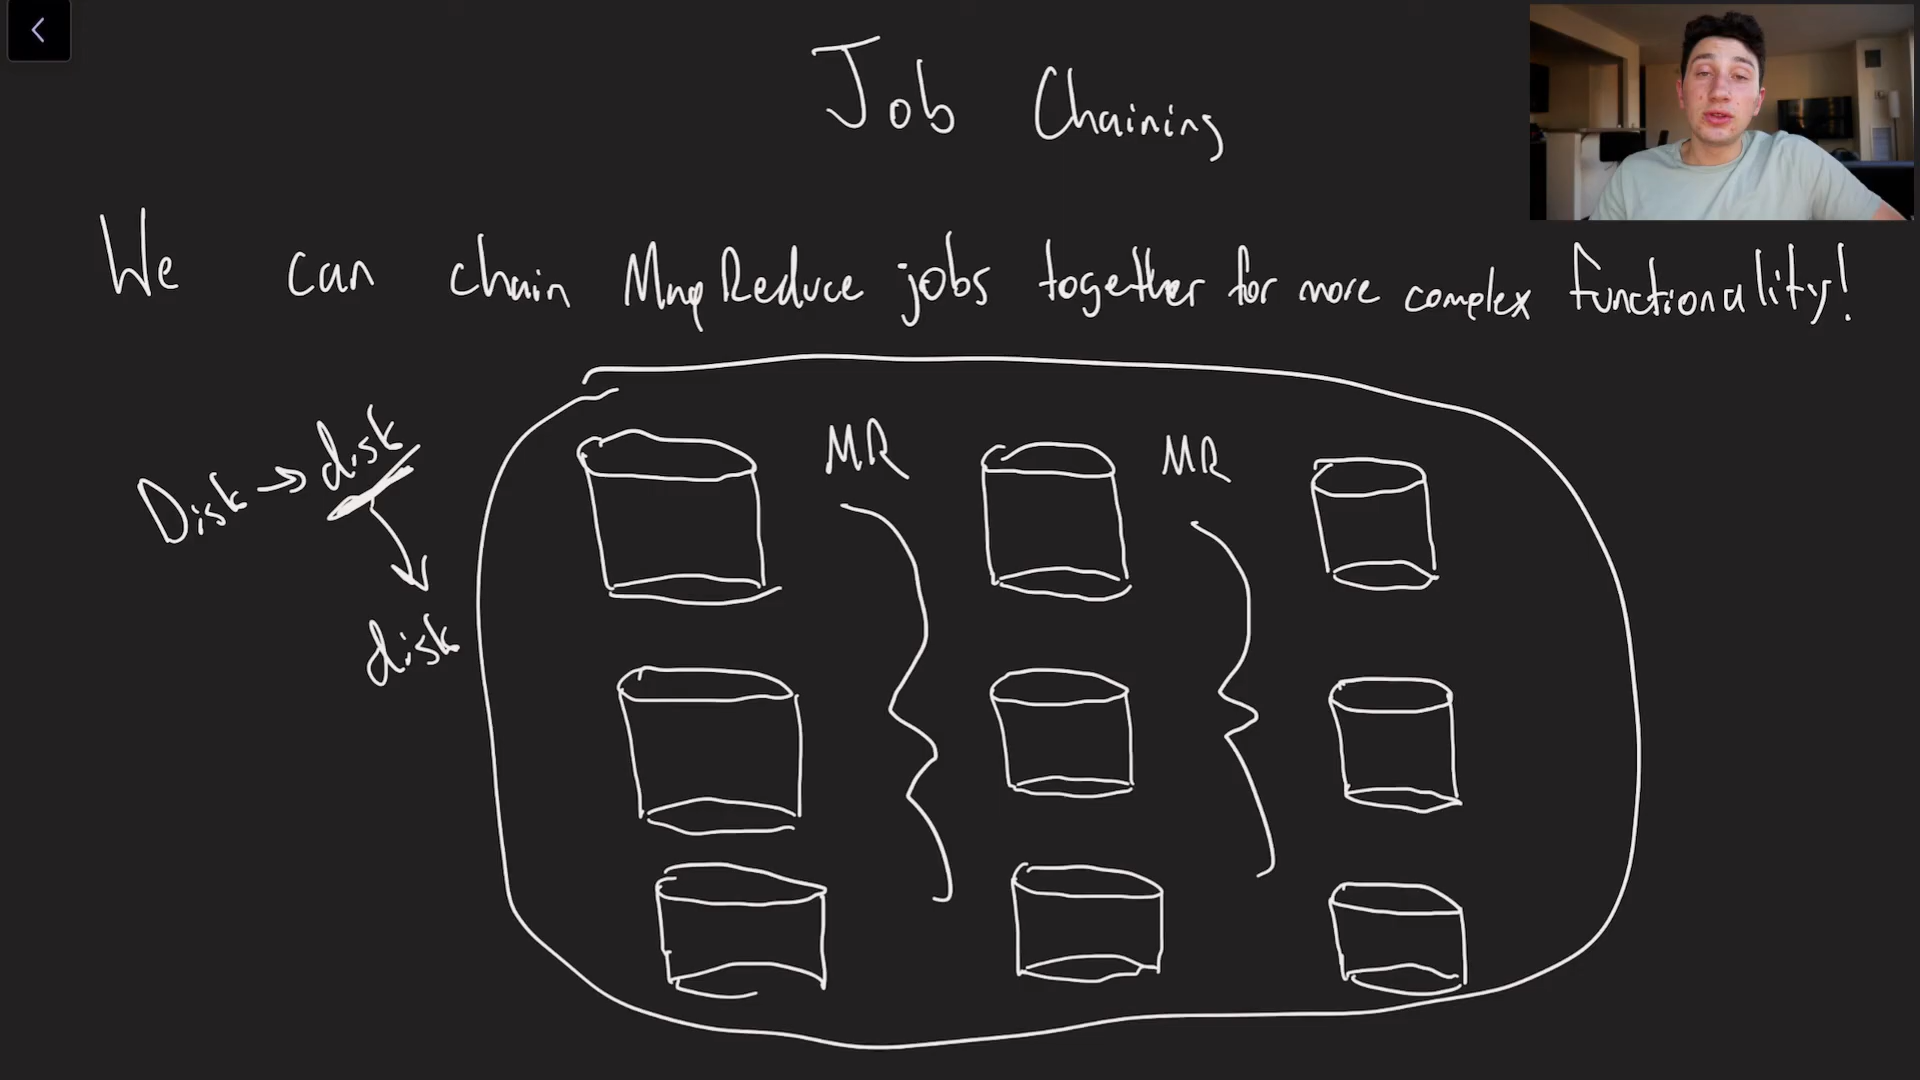 Job Chaining
We can chain MapReduce jobs together for more complex functionality!
Disk → disk
disk
MR MR